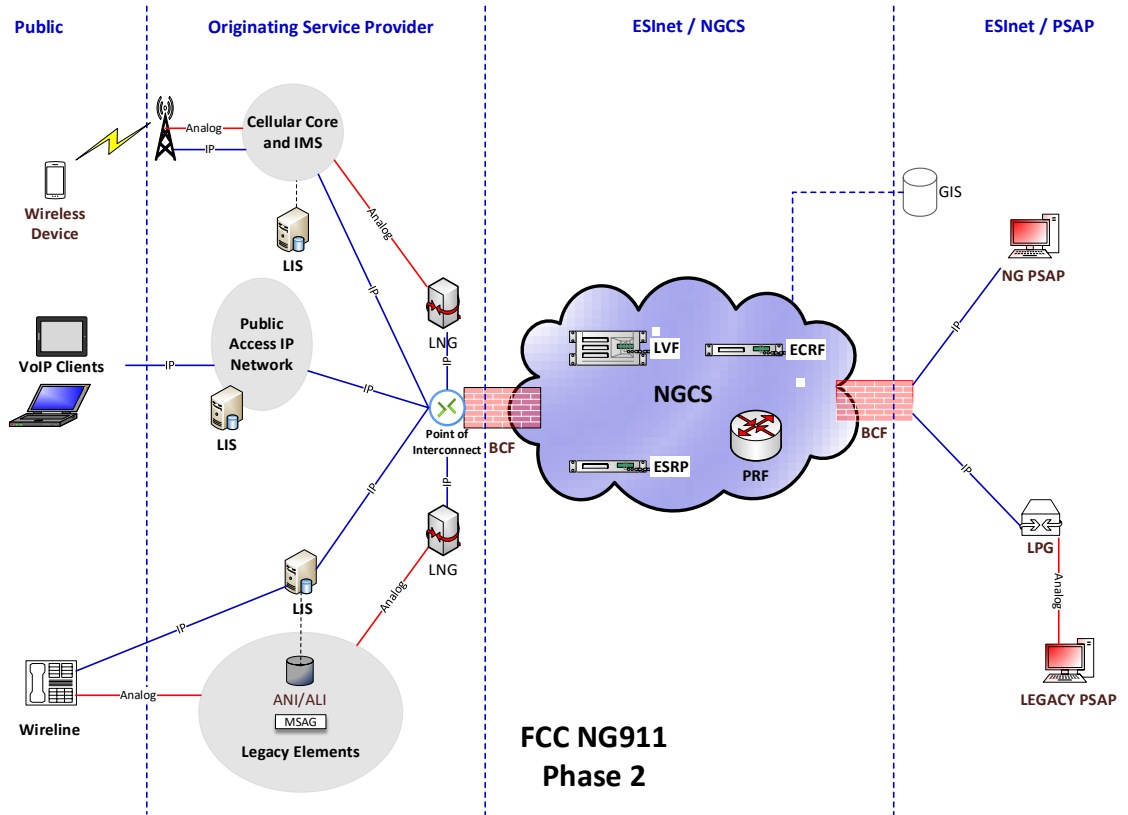 Public
Originating Service Provider
ESInet / NGCS
ESInet / PSAP
Analog
IP
Cellular Core
and IMS
Wireless
Device
LIS
Analog
IP
GIS
NG PSAP
LNG
IP
IP
VoIP Clients
IP
Public
Access IP
Network
IP
LIS
LVF
ECRF
NGCS
Point of
Interconnect
BCF
BCF
ESRP
PRF
IP
IP
IP
LNG
LPG
LIS
Analog
Analog
IP
Wireline
Analog
ANI/ALI
MSAG
Legacy Elements
LEGACY PSAP
FCC NG911
Phase 2